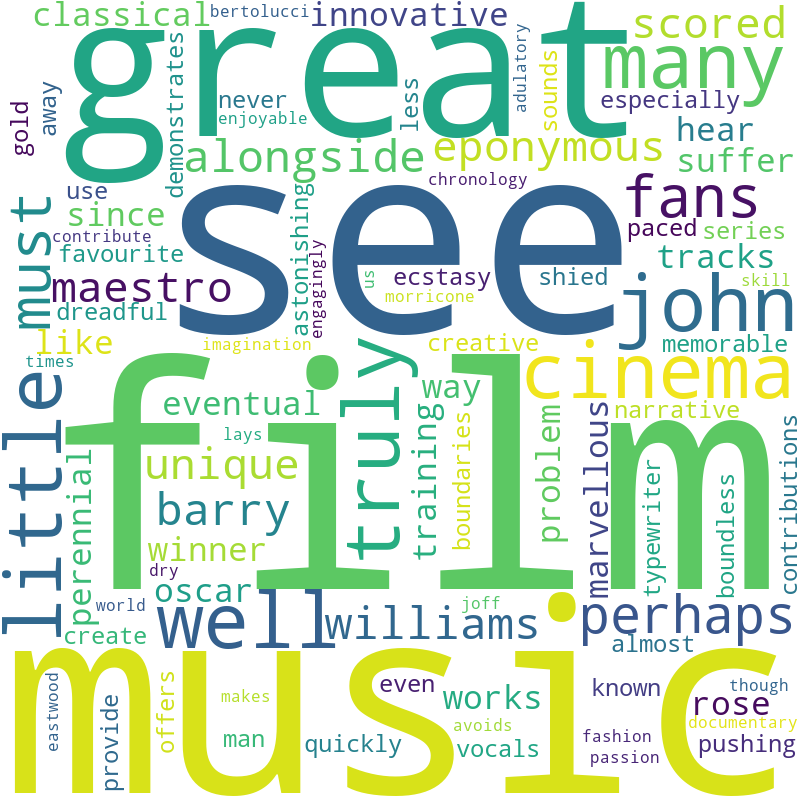 classical
bertolucci
innovative
scored
great
many
gold
away
demonstrates
never
enjoyable
less
adulatory
sounds
especially
hear
alongside
eponymous
suffer
use
chronology
see
fans
since
contribute
favourite
must
maestro
dreadful
like
times
astonishing
engagingly
us
ecstasy
morricone
imagination
shied
paced
series
tracks
skill
john
memorable
creative
cinema
film
little
eventual
lays
truly
way
training
boundaries
problem
narrative
marvellous
typewriter
boundless
contributions
unique
perennial
barry
winner
dry
oscar
world
create
well
williams
joff
perhaps
almost
music
eastwood
provide
offers
makes
man
quickly
even
works
avoids
vocals
known
fashion
passion
rose
though
documentary
pushing